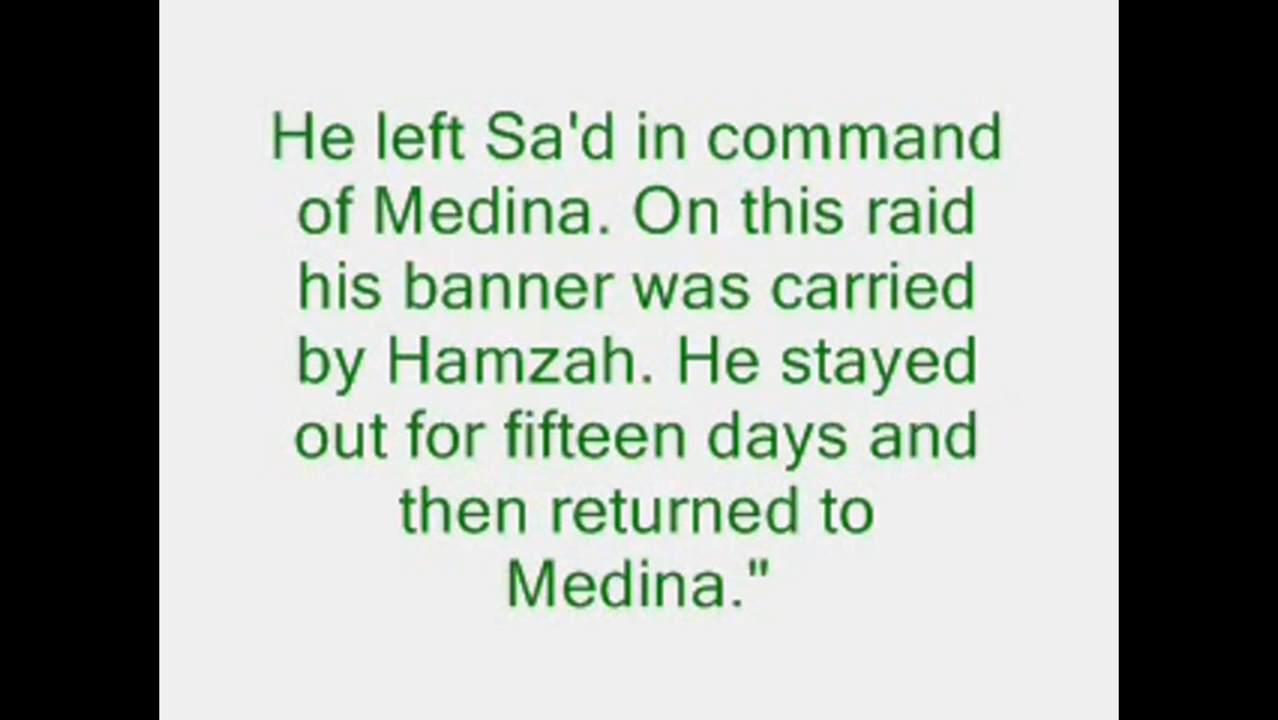 He left Sa'd in command
of Medina. On this raid
his banner was carried
by Hamzah. He stayed
out for fifteen days and
then returned to
Medina."